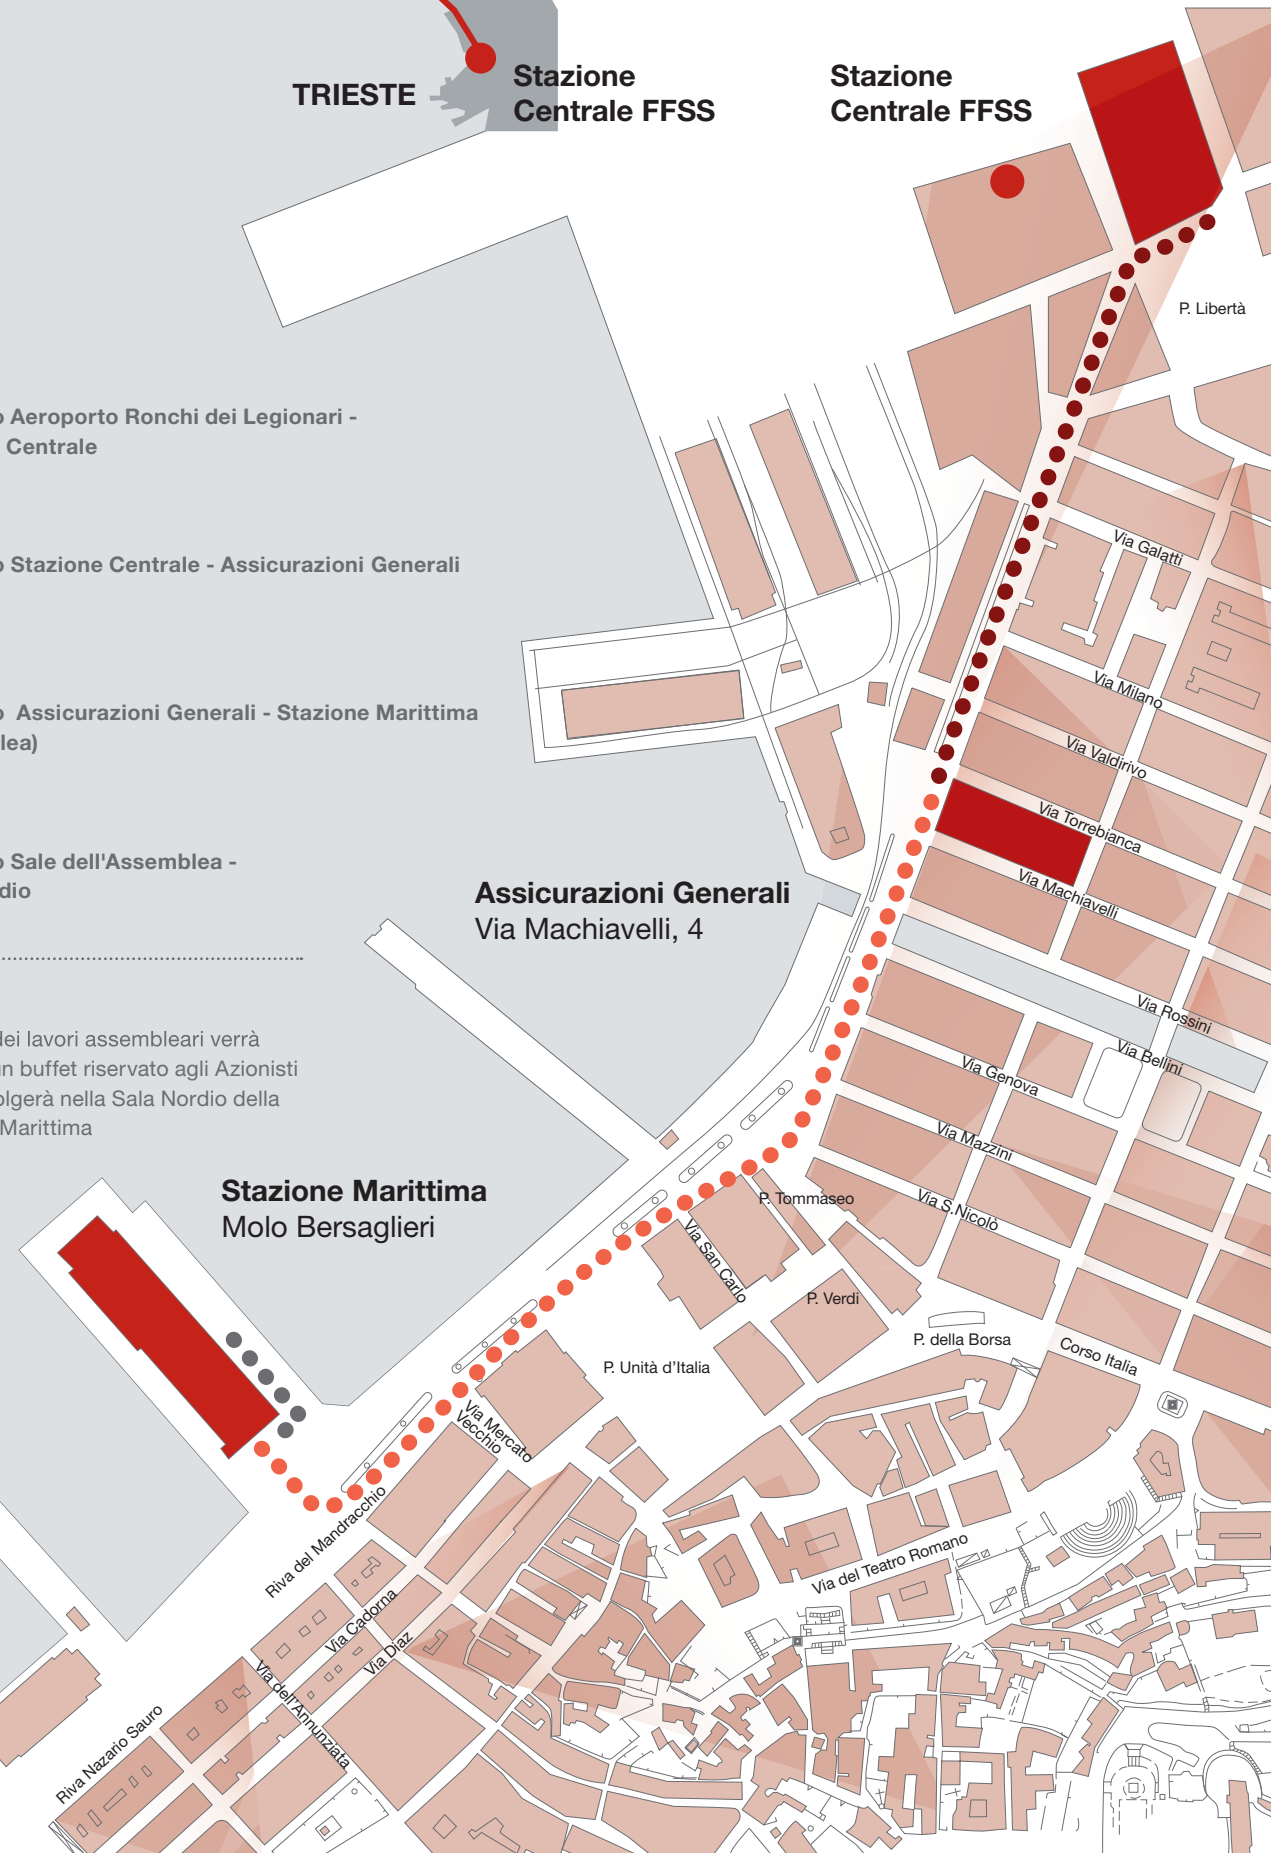 TRIESTE
Stazione
Centrale FFSS
Stazione
Centrale FFSS
P. Libertà
o Aeroporto Ronchi dei Legionari -
Centrale
o Stazione Centrale - Assicurazioni Generali
o Assicurazioni Generali - Stazione Marittima
lea)
o Sale dell'Assemblea -
dio
dei lavori assembleari verrà
un buffet riservato agli Azionisti
olgerà nella Sala Nordio della
Marittima
Via Galatti
Via Milano
Via Valdirivo
Via Torrebianca
Via Machiavelli
Assicurazioni Generali
Via Machiavelli, 4
Via Rossini
Via Bellini
Via Genova
Via Mazzini
Via S.Nicolò
Stazione Marittima
Molo Bersaglieri
P. Tommaseo
Via San Carlo
P. Verdi
P. della Borsa
Corso Italia
P. Unità d'Italia
Via Mercato
Vecchio
Riva del Mandracchio
Via del Teatro Romano
Via Cadorna
Via Diaz
Via dell'Annunziata
Riva Nazario Sauro